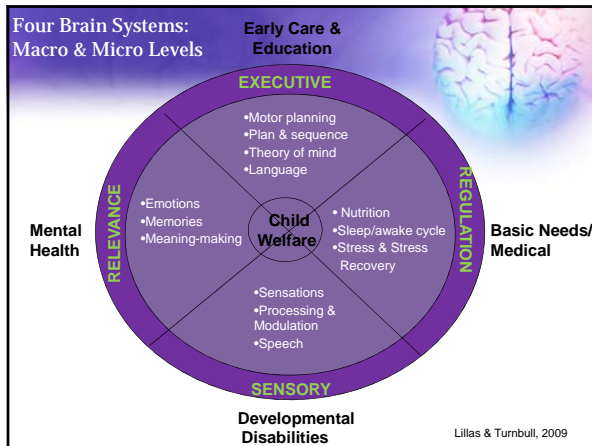 Four Brain Systems:
Macro & Micro Levels
Early Care &
Education
EXECUTIVE
•Motor planning
•Plan & sequence
•Theory of mind
•Language
RELEVANCE
•Emotions
•Memories
•Meaning-making
Mental
Health
Child
Welfare
REGULATION
• Nutrition
•Sleep/awake cycle
•Stress & Stress
Recovery
Basic Needs/
Medical
•Sensations
•Processing &
Modulation
•Speech
SENSORY
Developmental
Disabilities
Lillas & Turnbull, 2009